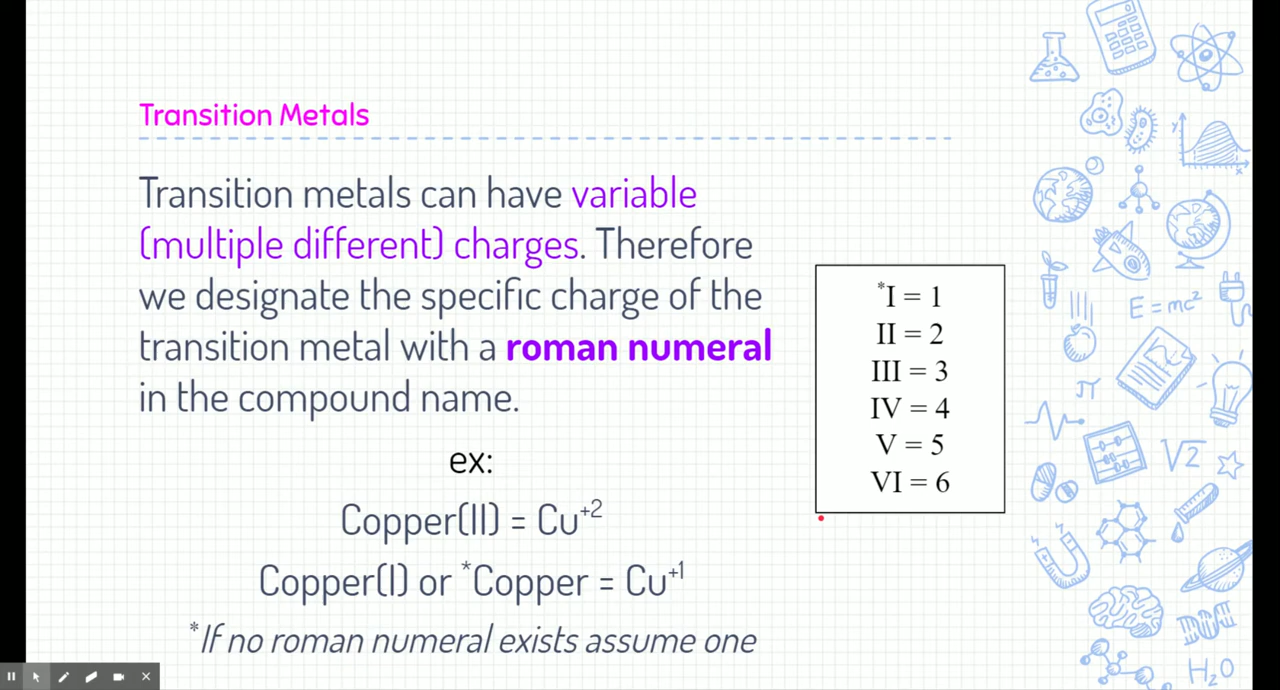 Transition Metals
Transition metals can have variable
(multiple different) charges. Therefore
we designate the specific charge of the
transition metal with a roman numeral
in the compound name.
ex:
Copper(II) = Cu⁺²
Copper(I) or *Copper = Cu⁺¹
*If no roman numeral exists assume one
*I = 1
II = 2
III = 3
IV = 4
V = 5
VI = 6
y
x
E = mc²
π
√2
H₂O